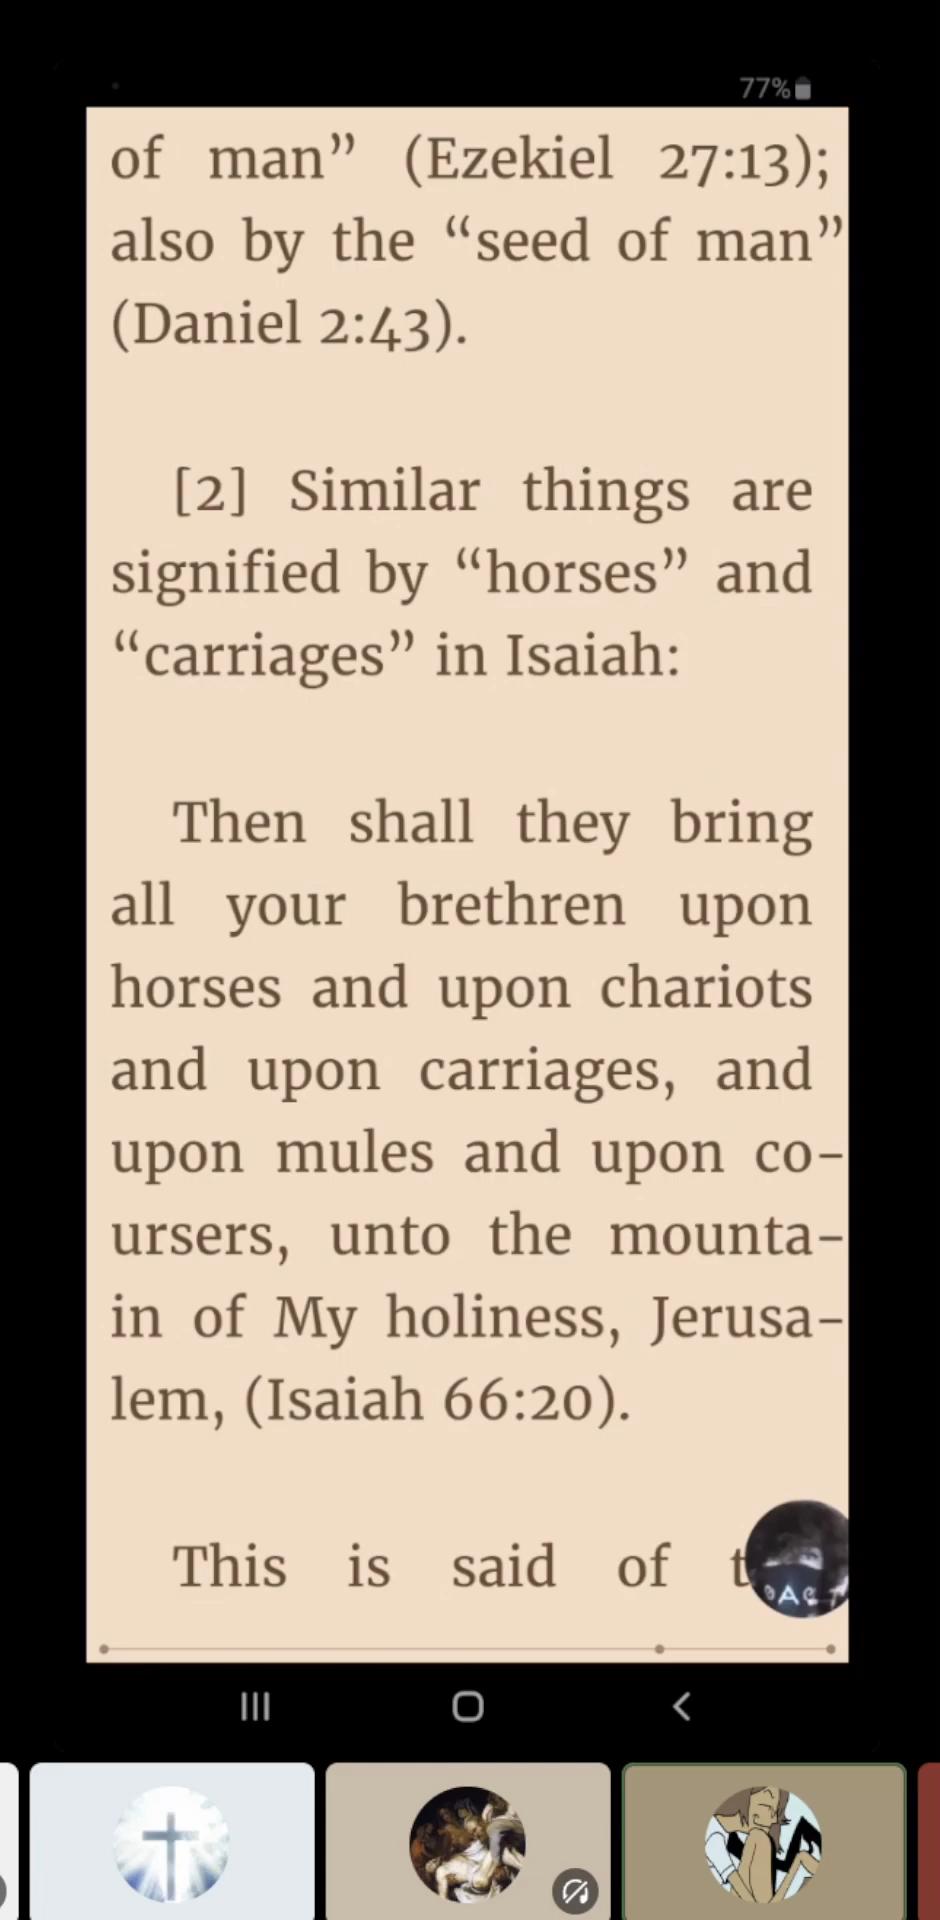 77%
of man” (Ezekiel 27:13);
also by the “seed of man”
(Daniel 2:43).
[2] Similar things are
signified by “horses” and
“carriages” in Isaiah:
Then shall they bring
all your brethren upon
horses and upon chariots
and upon carriages, and
upon mules and upon co-
ursers, unto the mounta-
in of My holiness, Jerusa-
lem, (Isaiah 66:20).
This is said of